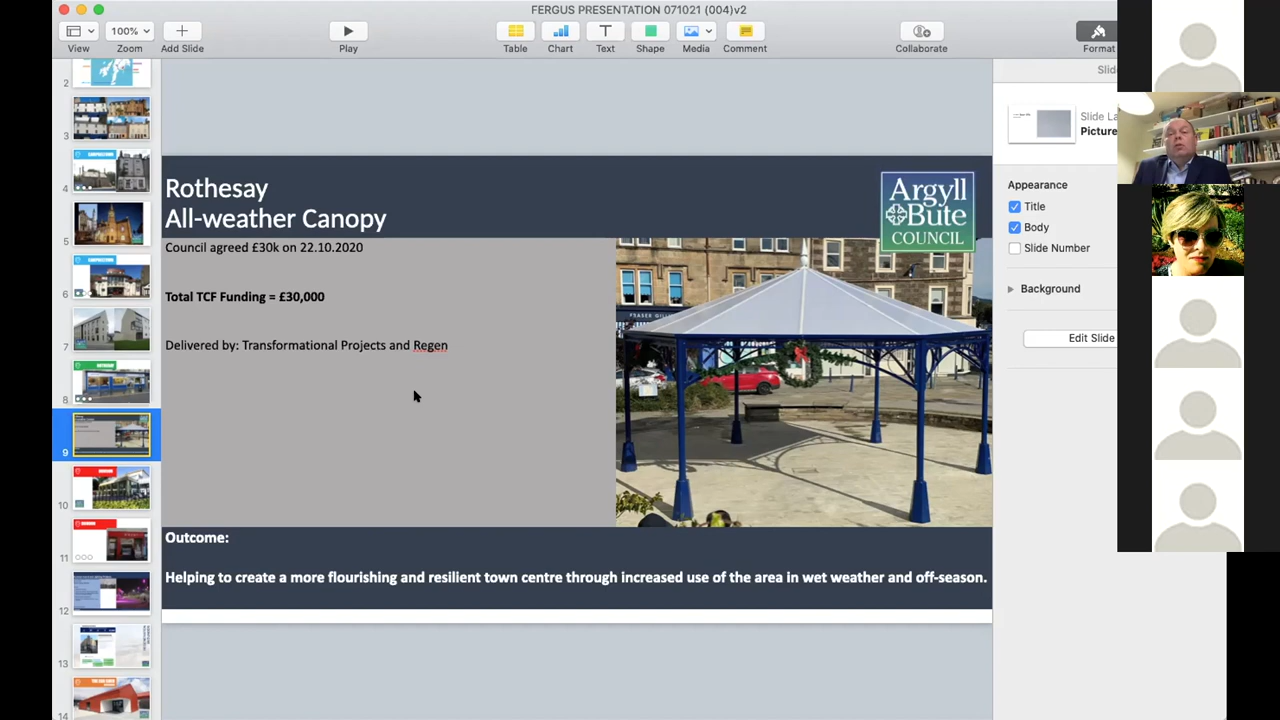 FERGUS PRESENTATION 071021 (004)v2
100%
View
Zoom
Add Slide
Play
Table
Chart
Text
Shape
Media
Comment
Collaborate
Format
2
3
4
5
6
7
8
9
10
11
12
13
14
Rothesay
All-weather Canopy
Argyll
Bute
COUNCIL
Council agreed £30k on 22.10.2020
Total TCF Funding = £30,000
Delivered by: Transformational Projects and Regen
Outcome:
Helping to create a more flourishing and resilient town centre through increased use of the area in wet weather and off-season.
Slid
Slide La
Picture
Appearance
Title
Body
Slide Number
Background
Edit Slide